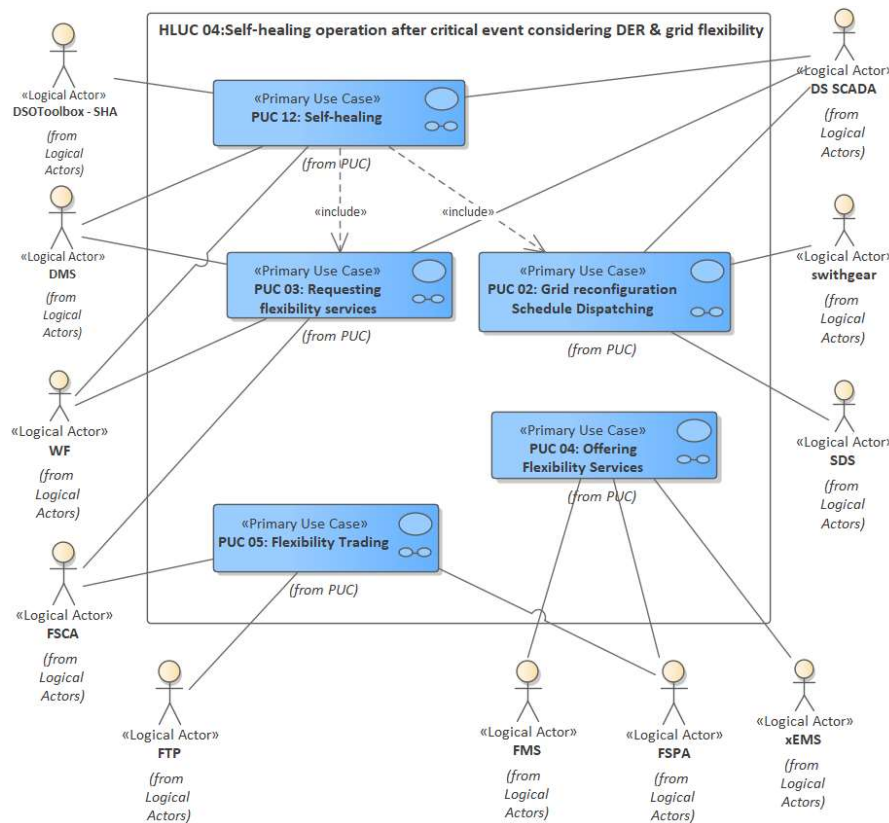 HLUC 04:Self-healing operation after critical event considering DER & grid flexibility
«Logical Actor»
DSOToolbox - SHA
(from
Logical
Actors)
«Primary Use Case»
PUC 12: Self-healing
(from PUC)
«Logical Actor»
DS SCADA
(from
Logical
Actors)
«include»
«include»
«Logical Actor»
DMS
(from
Logical
Actors)
«Primary Use Case»
PUC 03: Requesting
flexibility services
(from PUC)
«Primary Use Case»
PUC 02: Grid reconfiguration
Schedule Dispatching
(from PUC)
«Logical Actor»
swithgear
(from
Logical
Actors)
«Logical Actor»
WF
(from
Logical
Actors)
«Primary Use Case»
PUC 04: Offering
Flexibility Services
(from PUC)
«Logical Actor»
SDS
(from
Logical
Actors)
«Primary Use Case»
PUC 05: Flexibility Trading
(from PUC)
«Logical Actor»
FSCA
(from
Logical
Actors)
«Logical Actor»
FTP
(from
Logical
Actors)
«Logical Actor»
FMS
(from
Logical
Actors)
«Logical Actor»
FSPA
(from
Logical
Actors)
«Logical Actor»
xEMS
(from
Logical
Actors)